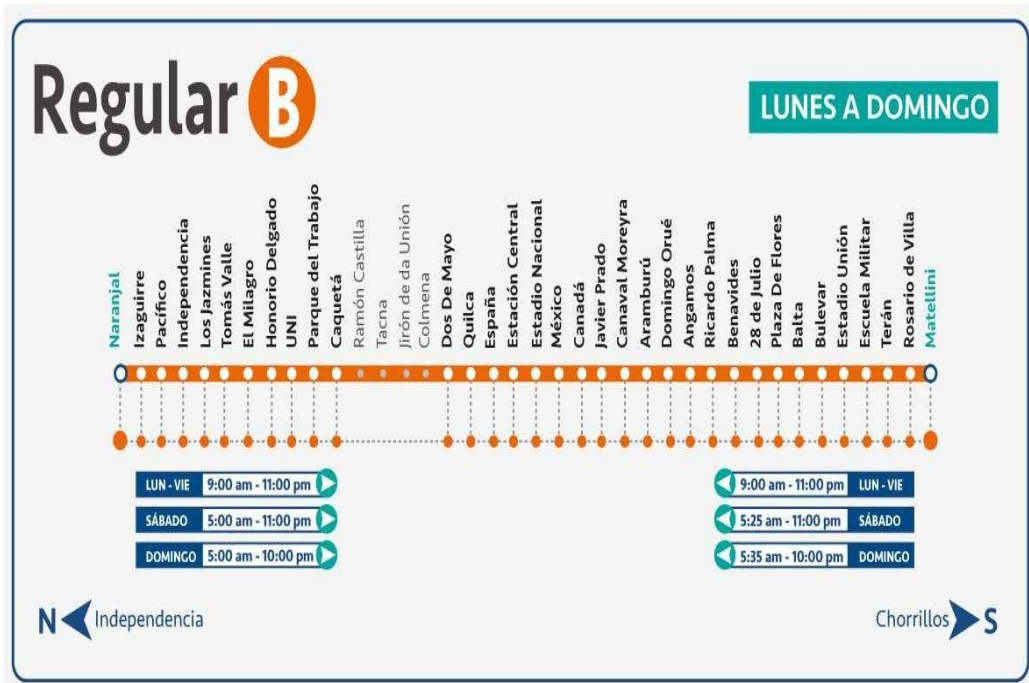 Regular B
LUNES A DOMINGO
Naranjal
Izaguirre
Pacífico
Independencia
Los Jazmines
Tomás Valle
El Milagro
Honorio Delgado
UNI
Parque del Trabajo
Caquetá
Ramón Castilla
Tacna
Jirón de da Unión
Colmena
Dos De Mayo
Quilca
España
Estación Central
Estadio Nacional
México
Canadá
Javier Prado
Canaval Moreyra
Aramburú
Domingo Orué
Angamos
Ricardo Palma
Benavides
28 de Julio
Plaza De Flores
Balta
Bulevar
Estadio Unión
Escuela Militar
Terán
Rosario de Villa
Matellini
LUN - VIE 9:00 am - 11:00 pm
SÁBADO 5:00 am - 11:00 pm
DOMINGO 5:00 am - 10:00 pm
9:00 am - 11:00 pm LUN - VIE
5:25 am - 11:00 pm SÁBADO
5:35 am - 10:00 pm DOMINGO
N Independencia
Chorrillos S